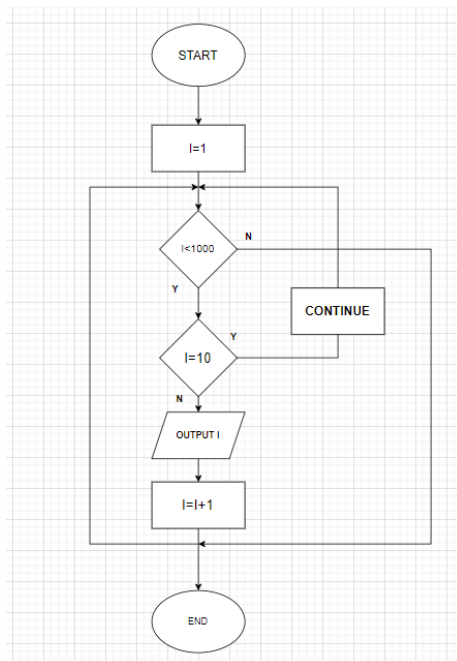 START
I=1
I<1000
N
Y
CONTINUE
I=10
Y
N
OUTPUT I
I=I+1
END